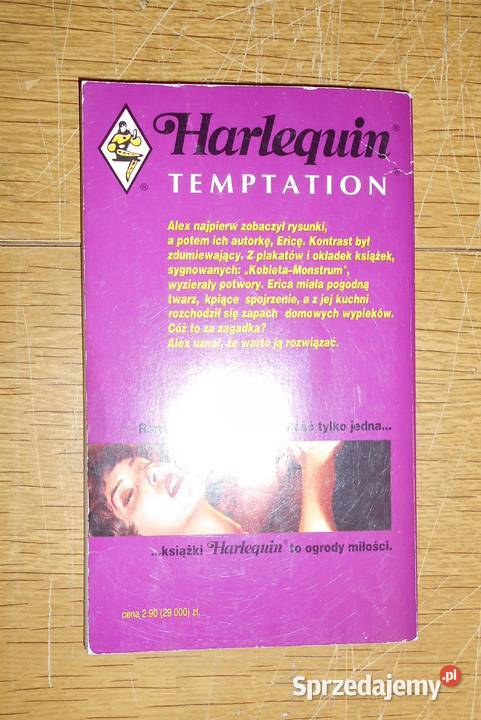 Harlequin®
TEMPTATION®
®
Alex najpierw zobaczył rysunki,
a potem ich autorkę, Ericę. Kontrast był
zdumiewający. Z plakatów i okładek książek,
sygnowanych: „Kobieta–Monstrum",
wyzierały potwory. Erica miała pogodną
twarz, kpiące spojrzenie, a z jej kuchni
rozchodził się zapach domowych wypieków.
Cóż to za zagadka?
Alex uznał, że warto ją rozwiązać.
tylko jedna...
...książki Harlequin® to ogrody miłości.
cena 2.90 (29 000) zł.
Sprzedajemy.pl